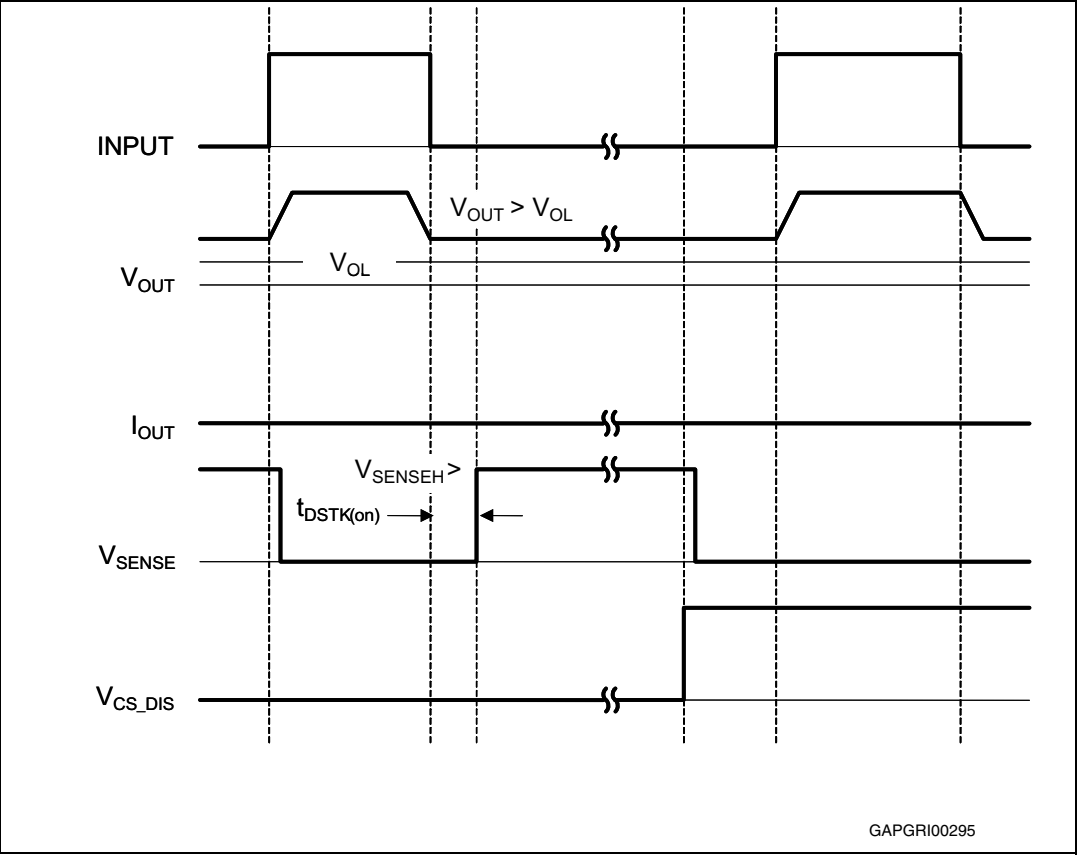 INPUT
VOUT > VOL
VOL
VOUT
IOUT
VSENSEH >
tDSTK(on)
VSENSE
VCS_DIS
GAPGRI00295